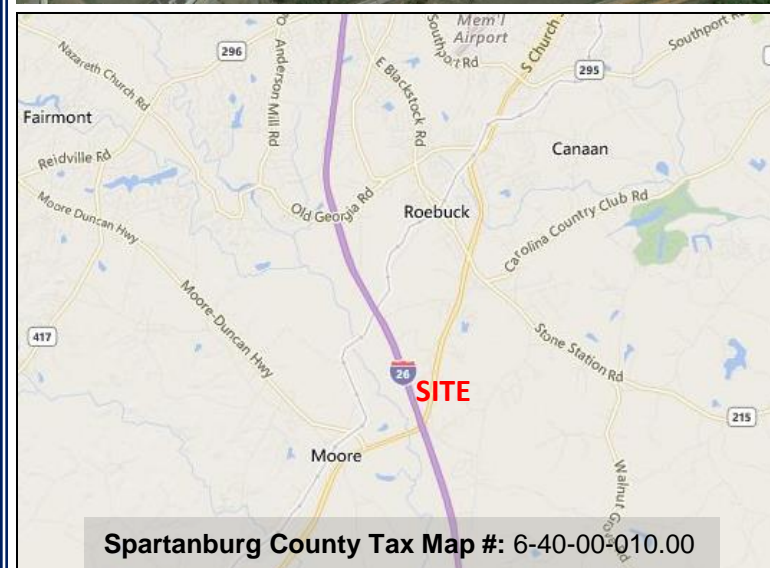 Mem'l
Airport
Southport Rd
Southport Rd
S Church S
296
Anderson Mill Rd
E Blackstock Rd
295
Nazareth Church Rd
Fairmont
Canaan
Reidville Rd
Moore Duncan Hwy
Old Georgia Rd
Roebuck
Carolina Country Club Rd
Moore-Duncan Hwy
417
Stone Station Rd
26
SITE
215
Moore
Walnut Gro
Spartanburg County Tax Map #: 6-40-00-010.00